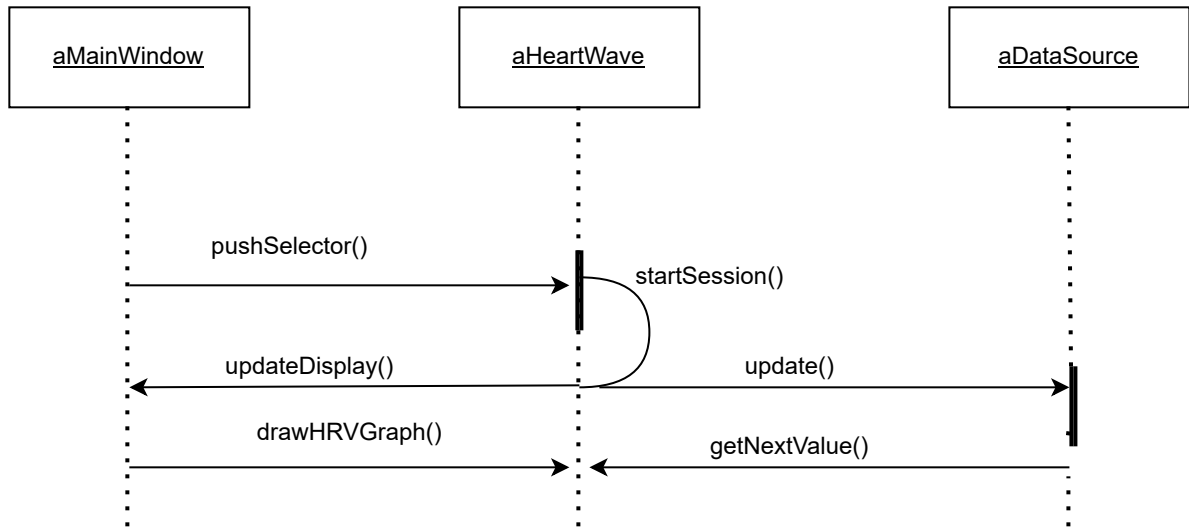 aMainWindow
aHeartWave
aDataSource
pushSelector()
startSession()
updateDisplay()
update()
drawHRVGraph()
getNextValue()